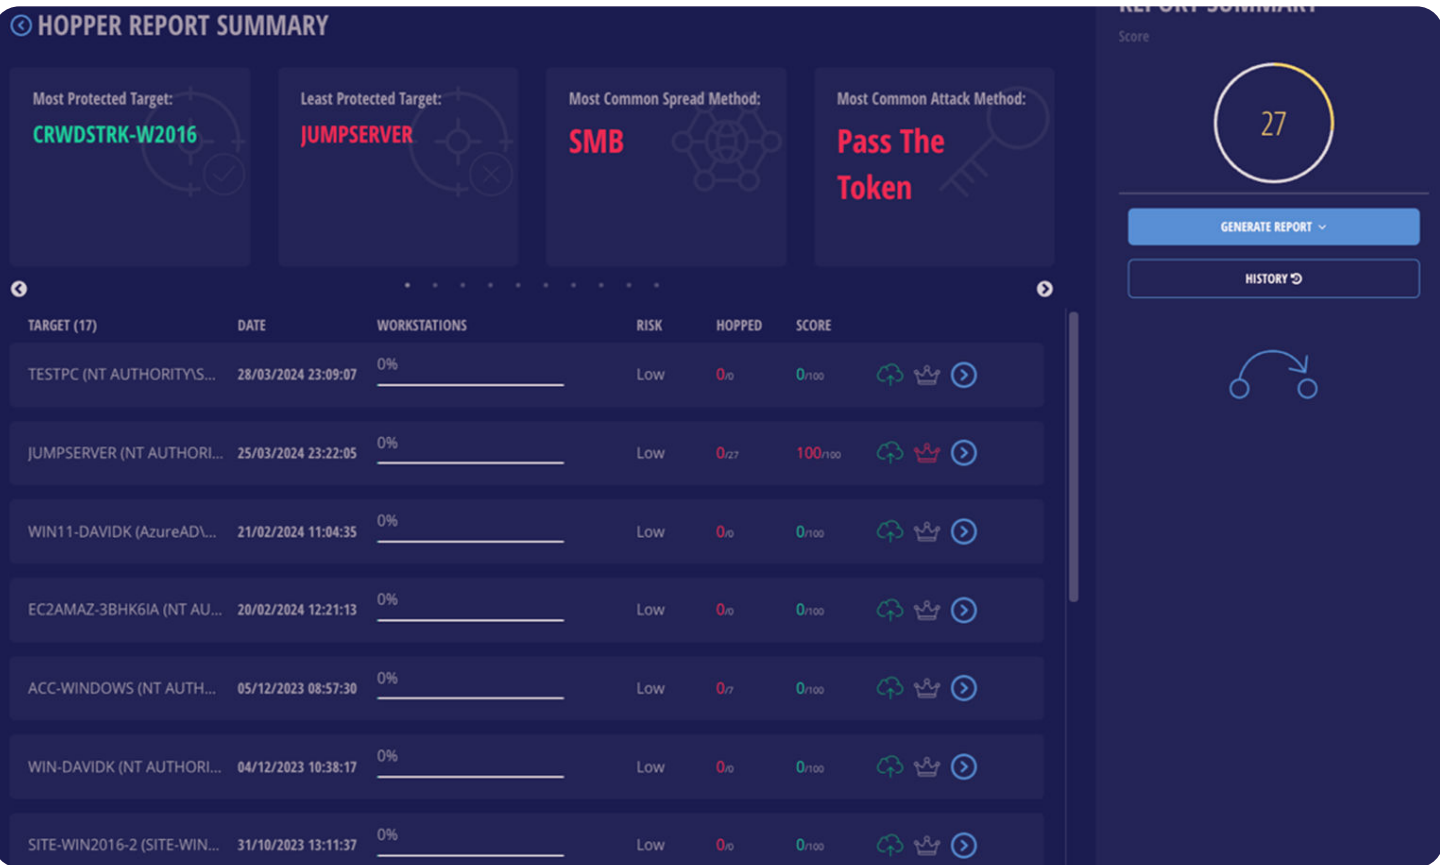 HOPPER REPORT SUMMARY
Most Protected Target:
CRWDSTRK-W2016
Least Protected Target:
JUMPSERVER
Most Common Spread Method:
SMB
Most Common Attack Method:
Pass The
Token
TARGET (17) DATE WORKSTATIONS RISK HOPPED SCORE
TESTPC (NT AUTHORITY\S... 28/03/2024 23:09:07 0% Low 0/0 0/100
JUMPSERVER (NT AUTHORI... 25/03/2024 23:22:05 0% Low 0/27 100/100
WIN11-DAVIDK (AzureAD\... 21/02/2024 11:04:35 0% Low 0/0 0/100
EC2AMAZ-3BHK6IA (NT AU... 20/02/2024 12:21:13 0% Low 0/0 0/100
ACC-WINDOWS (NT AUTH... 05/12/2023 08:57:30 0% Low 0/7 0/100
WIN-DAVIDK (NT AUTHORI... 04/12/2023 10:38:17 0% Low 0/0 0/100
SITE-WIN2016-2 (SITE-WIN... 31/10/2023 13:11:37 0% Low 0/0 0/100
REPORT SUMMARY
Score
27
GENERATE REPORT
HISTORY